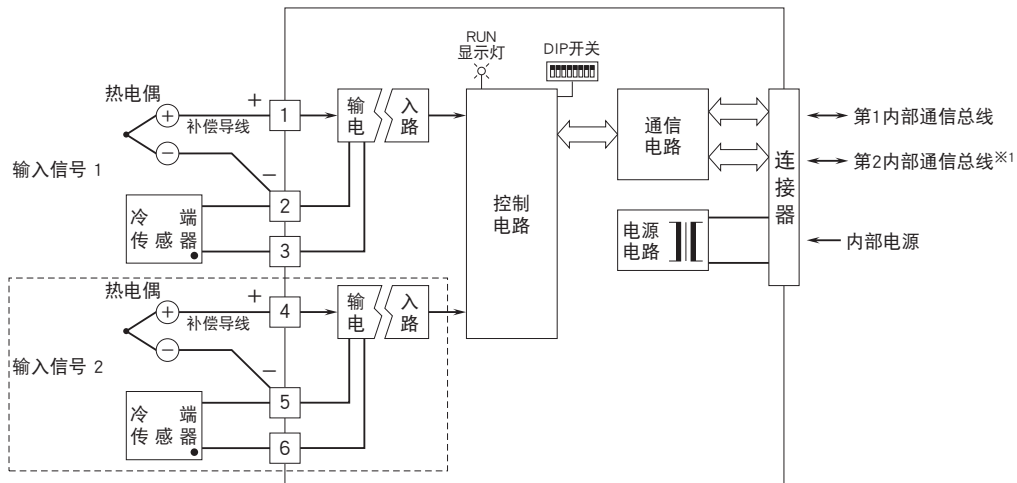 RUN
显示灯
DIP开关
热电偶
+
1
输 入
电 路
补偿导线
+
−
−
输入信号 1
2
冷 端
传感器
3
控制
电路
通信
电路
连
接
器
第1内部通信总线
第2内部通信总线※1
电源
电路
内部电源
热电偶
+
4
输 入
电 路
补偿导线
+
−
−
输入信号 2
5
冷 端
传感器
6